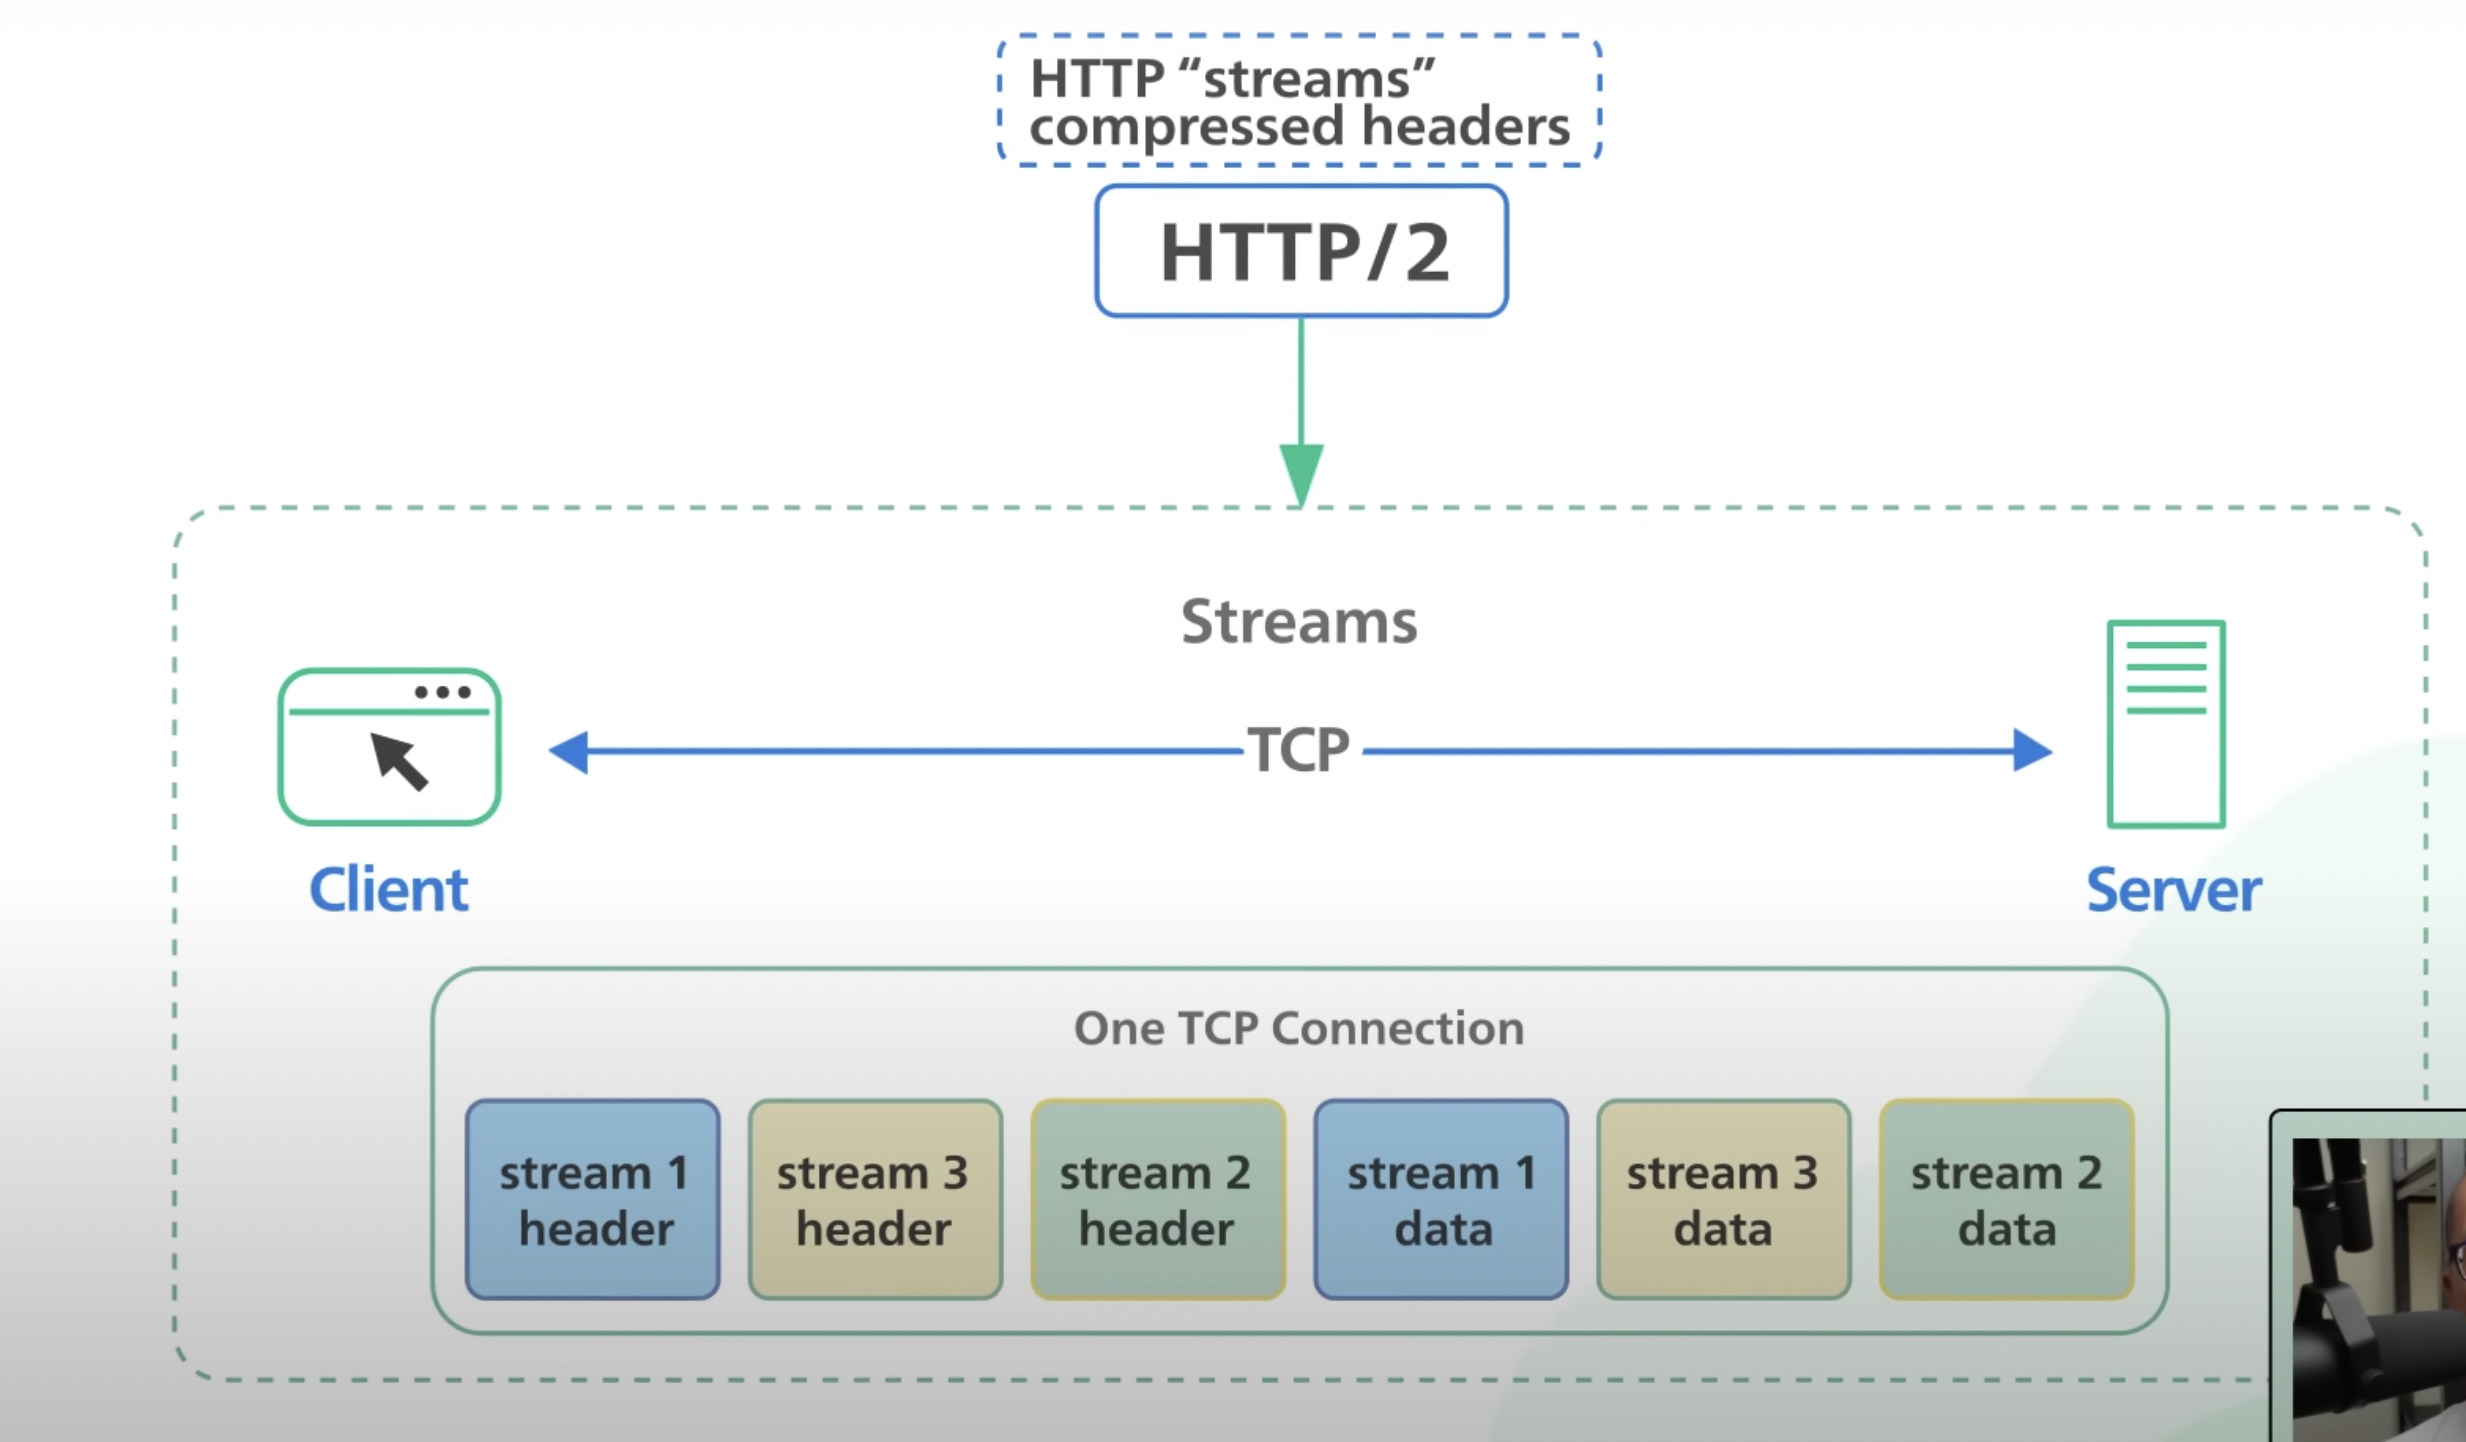 HTTP “streams”
compressed headers
HTTP/2
Streams
TCP
Client
Server
One TCP Connection
stream 1
header
stream 3
header
stream 2
header
stream 1
data
stream 3
data
stream 2
data